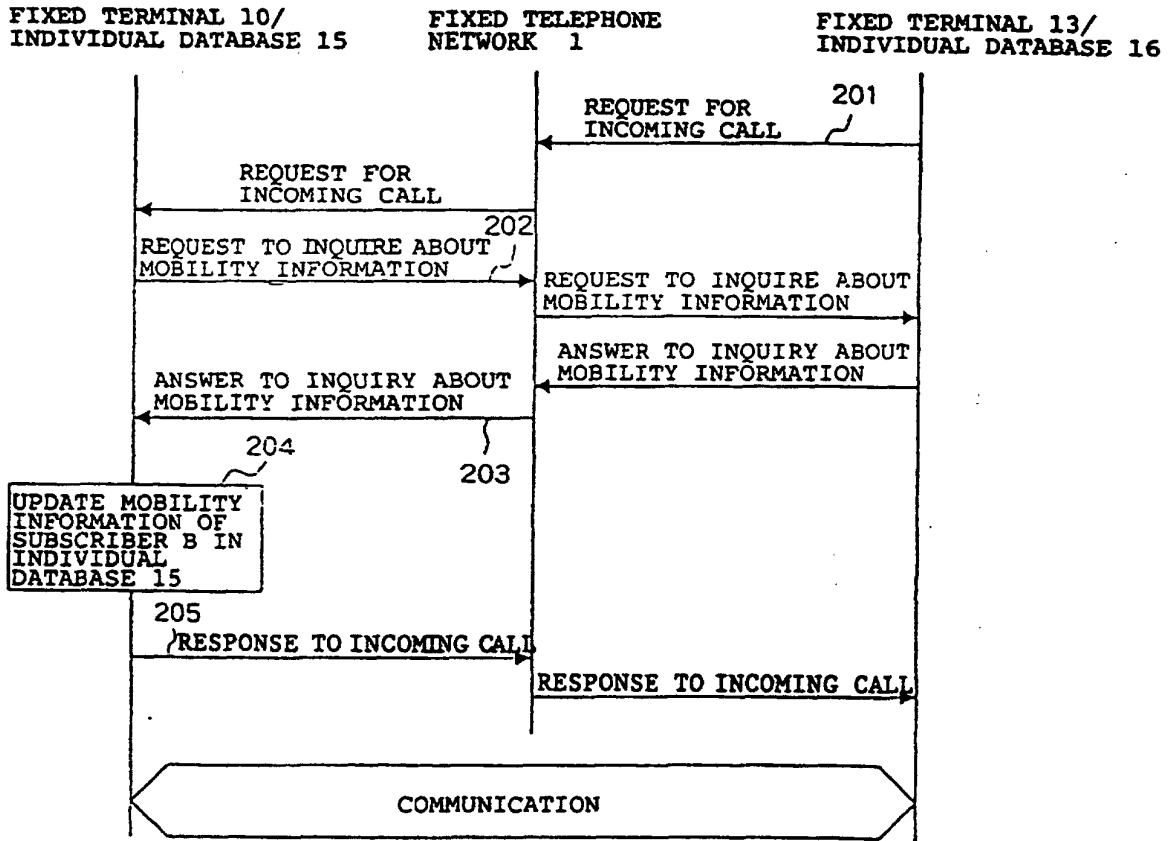 FIXED TERMINAL 10/
INDIVIDUAL DATABASE 15
FIXED TELEPHONE
NETWORK 1
FIXED TERMINAL 13/
INDIVIDUAL DATABASE 16
REQUEST FOR
INCOMING CALL
201
REQUEST FOR
INCOMING CALL
202
REQUEST TO INQUIRE ABOUT
MOBILITY INFORMATION
REQUEST TO INQUIRE ABOUT
MOBILITY INFORMATION
ANSWER TO INQUIRY ABOUT
MOBILITY INFORMATION
ANSWER TO INQUIRY ABOUT
MOBILITY INFORMATION
203
204
UPDATE MOBILITY
INFORMATION OF
SUBSCRIBER B IN
INDIVIDUAL
DATABASE 15
205
RESPONSE TO INCOMING CALL
RESPONSE TO INCOMING CALL
COMMUNICATION